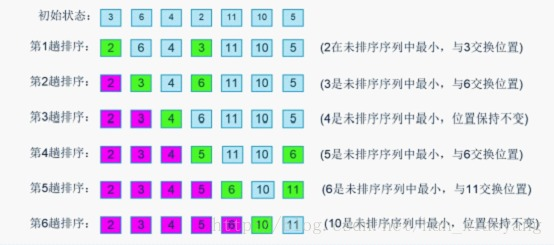 初始状态： 3 6 4 2 11 10 5
第1趟排序： 2 6 4 3 11 10 5 (2在未排序序列中最小，与3交换位置)
第2趟排序： 2 3 4 6 11 10 5 (3是未排序序列中最小，与6交换位置)
第3趟排序： 2 3 4 6 11 10 5 (4是未排序序列中最小，位置保持不变)
第4趟排序： 2 3 4 5 11 10 6 (5是未排序序列中最小，与6交换位置)
第5趟排序： 2 3 4 5 6 10 11 (6是未排序序列中最小，与11交换位置)
第6趟排序： 2 3 4 5 6 10 11 (10是未排序序列中最小，位置保持不变)